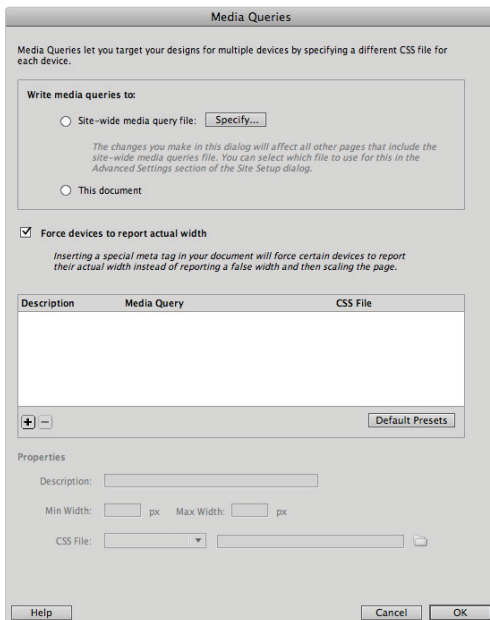 Media Queries
Media Queries let you target your designs for multiple devices by specifying a different CSS file for
each device.
Write media queries to:
Site-wide media query file: Specify...
The changes you make in this dialog will affect all other pages that include the
site-wide media queries file. You can select which file to use for this in the
Advanced Settings section of the Site Setup dialog.
This document
Force devices to report actual width
Inserting a special meta tag in your document will force certain devices to report
their actual width instead of reporting a false width and then scaling the page.
Description Media Query CSS File
Default Presets
Properties
Description:
Min Width: px Max Width: px
CSS File:
Help Cancel OK